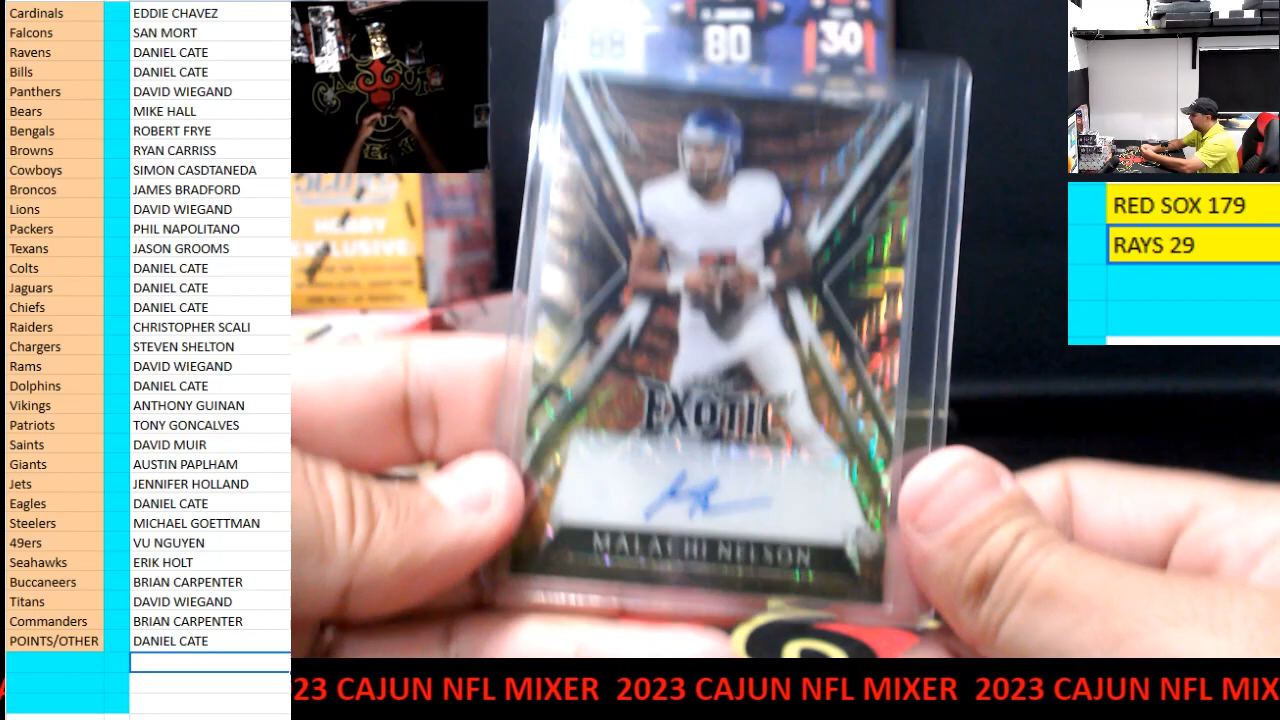 Cardinals EDDIE CHAVEZ
Falcons SAN MORT
Ravens DANIEL CATE
Bills DANIEL CATE
Panthers DAVID WIEGAND
Bears MIKE HALL
Bengals ROBERT FRYE
Browns RYAN CARRISS
Cowboys SIMON CASDTANEDA
Broncos JAMES BRADFORD
Lions DAVID WIEGAND
Packers PHIL NAPOLITANO
Texans JASON GROOMS
Colts DANIEL CATE
Jaguars DANIEL CATE
Chiefs DANIEL CATE
Raiders CHRISTOPHER SCALI
Chargers STEVEN SHELTON
Rams DAVID WIEGAND
Dolphins DANIEL CATE
Vikings ANTHONY GUINAN
Patriots TONY GONCALVES
Saints DAVID MUIR
Giants AUSTIN PAPLHAM
Jets JENNIFER HOLLAND
Eagles DANIEL CATE
Steelers MICHAEL GOETTMAN
49ers VU NGUYEN
Seahawks ERIK HOLT
Buccaneers BRIAN CARPENTER
Titans DAVID WIEGAND
Commanders BRIAN CARPENTER
POINTS/OTHER DANIEL CATE
80
30
HOBBY
EXCLUSIVE
EXOTIC
MALACHI NELSON
RED SOX 179
RAYS 29
23 CAJUN NFL MIXER 2023 CAJUN NFL MIXER 2023 CAJUN NFL MIX